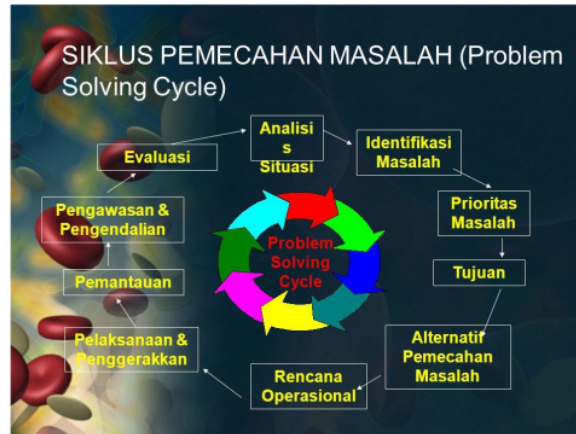 SIKLUS PEMECAHAN MASALAH (Problem
Solving Cycle)
Analisi
s
Situasi
Identifikasi
Masalah
Prioritas
Masalah
Tujuan
Alternatif
Pemecahan
Masalah
Rencana
Operasional
Pelaksanaan &
Penggerakkan
Pemantauan
Pengawasan &
Pengendalian
Evaluasi
Problem
Solving
Cycle